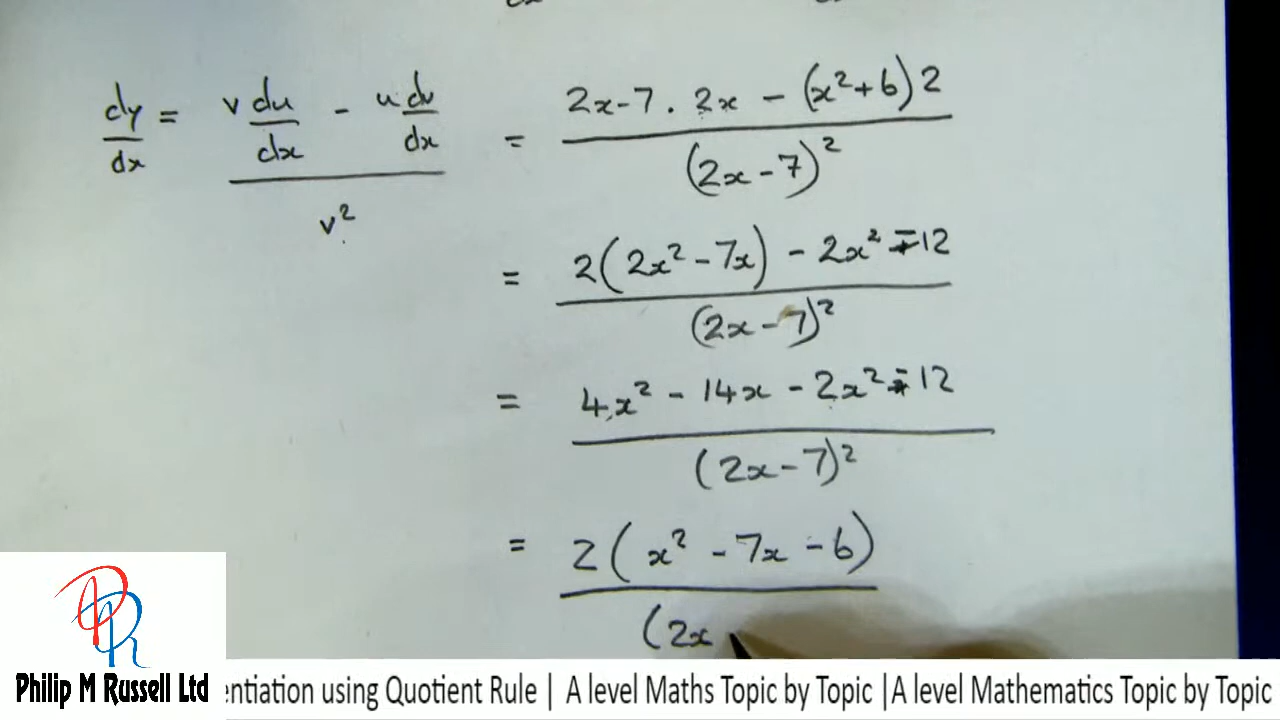 dy/dx = (v du/dx - u dv/dx) / v² = (2x-7 . 2x - (x²+6)2) / (2x-7)²
= (2(2x²-7x) - 2x² - 12) / (2x-7)²
= (4x² - 14x - 2x² - 12) / (2x-7)²
= 2(x² - 7x - 6) / (2x
Philip M Russell Ltd
entiation using Quotient Rule | A level Maths Topic by Topic |A level Mathematics Topic by Topic